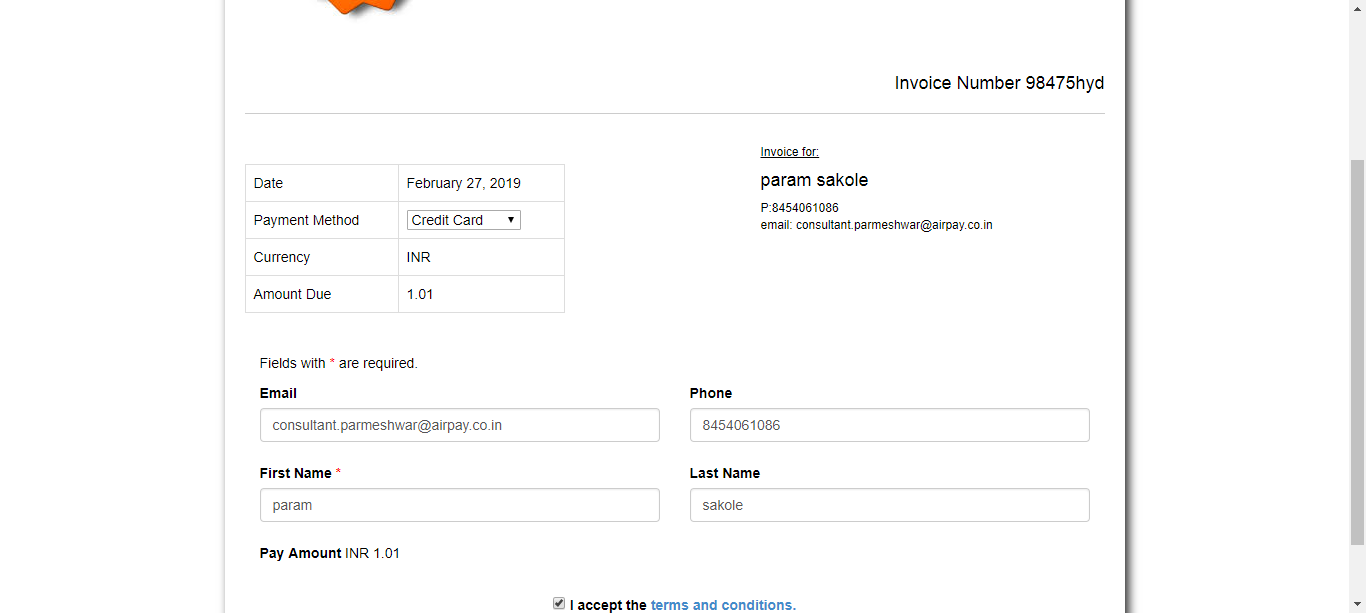 Invoice Number 98475hyd
Invoice for:
param sakole
P:8454061086
email: consultant.parmeshwar@airpay.co.in
Date February 27, 2019
Payment Method Credit Card
Currency INR
Amount Due 1.01
Fields with * are required.
Email Phone
consultant.parmeshwar@airpay.co.in 8454061086
First Name * Last Name
param sakole
Pay Amount INR 1.01
I accept the terms and conditions.